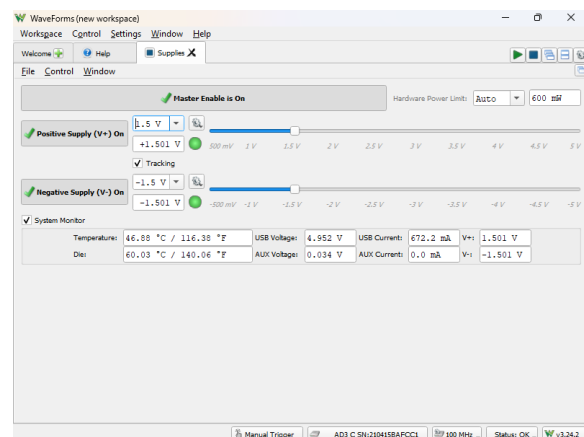 WaveForms (new workspace)
Workspace Control Settings Window Help
Welcome Help Supplies
File Control Window
Master Enable is On Hardware Power Limit: Auto 600 mW
Positive Supply (V+) On 1.5 V
+1.501 V 500 mV 1 V 1.5 V 2 V 2.5 V 3 V 3.5 V 4 V 4.5 V 5 V
Tracking
Negative Supply (V-) On -1.5 V
-1.501 V -500 mV -1 V -1.5 V -2 V -2.5 V -3 V -3.5 V -4 V -4.5 V -5 V
System Monitor
Temperature: 46.88 °C / 116.38 °F USB Voltage: 4.952 V USB Current: 672.2 mA V+: 1.501 V
Die: 60.03 °C / 140.06 °F AUX Voltage: 0.034 V AUX Current: 0.0 mA V-: -1.501 V
Manual Trigger AD3 C SN:210415BAFCC1 100 MHz Status: OK v3.24.2